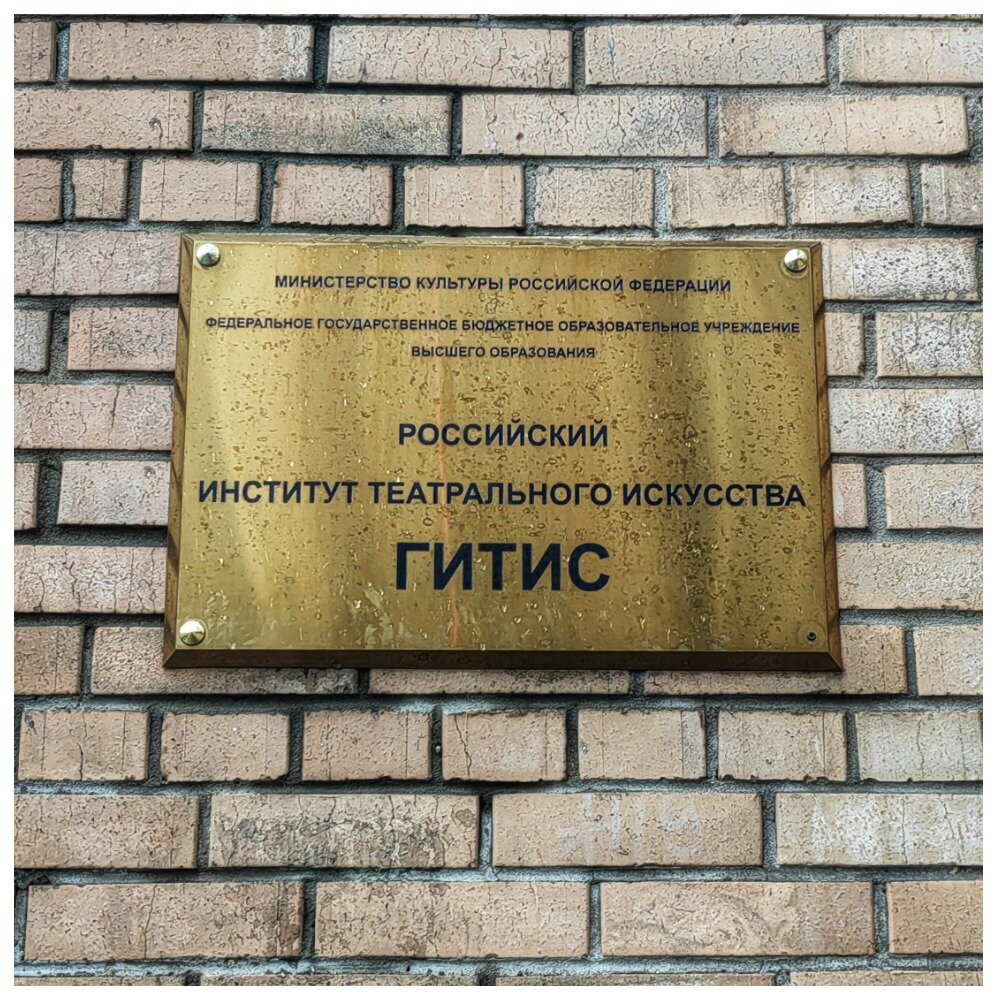 МИНИСТЕРСТВО КУЛЬТУРЫ РОССИЙСКОЙ ФЕДЕРАЦИИ
ФЕДЕРАЛЬНОЕ ГОСУДАРСТВЕННОЕ БЮДЖЕТНОЕ ОБРАЗОВАТЕЛЬНОЕ УЧРЕЖДЕНИЕ
ВЫСШЕГО ОБРАЗОВАНИЯ
РОССИЙСКИЙ
ИНСТИТУТ ТЕАТРАЛЬНОГО ИСКУССТВА
ГИТИС